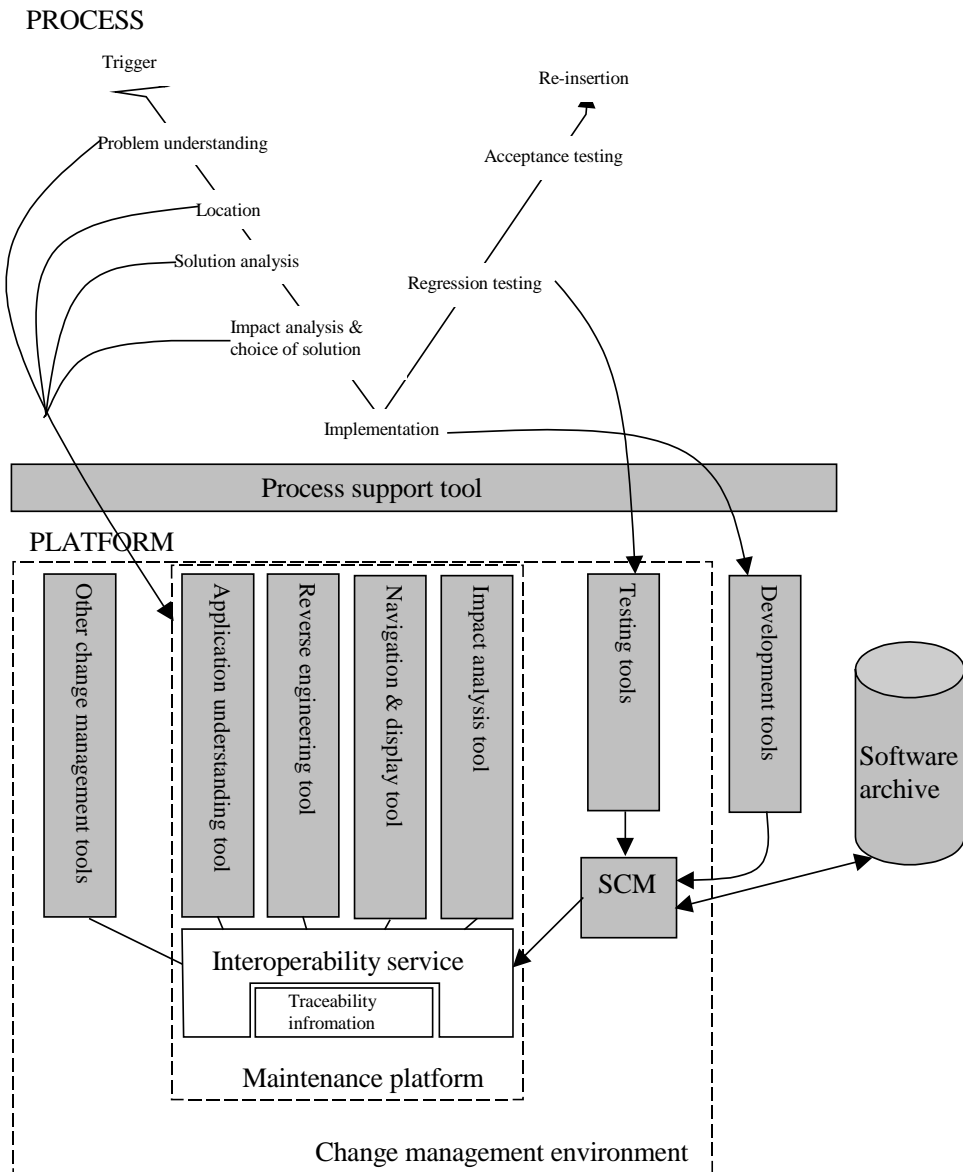 PROCESS
Trigger
Re-insertion
Problem understanding
Acceptance testing
Location
Solution analysis
Regression testing
Impact analysis &
choice of solution
Implementation
Process support tool
PLATFORM
Other change management tools
Application understanding tool
Reverse engineering tool
Navigation & display tool
Impact analysis tool
Testing tools
Development tools
Software
archive
SCM
Interoperability service
Traceability
infromation
Maintenance platform
Change management environment